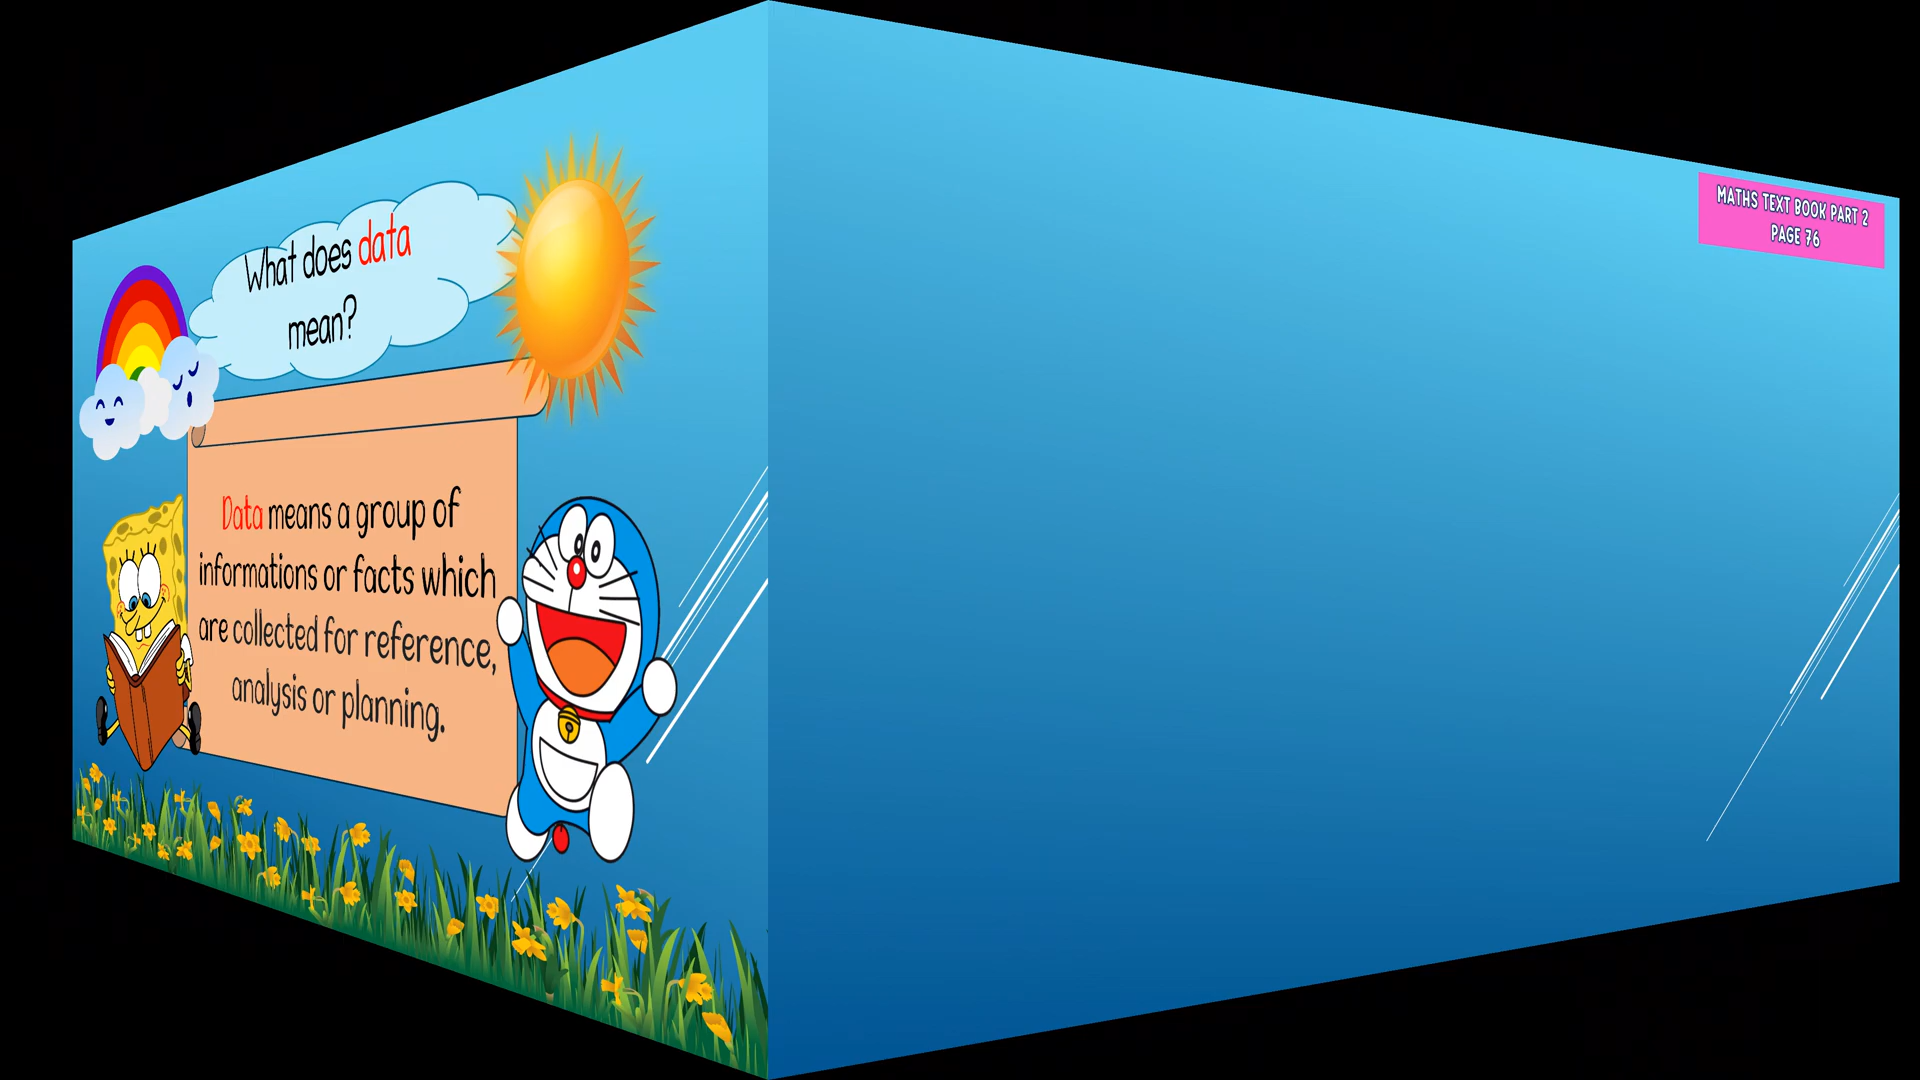 What does data
mean?
Data means a group of
informations or facts which
are collected for reference,
analysis or planning.
MATHS TEXT BOOK PART 2
PAGE 76